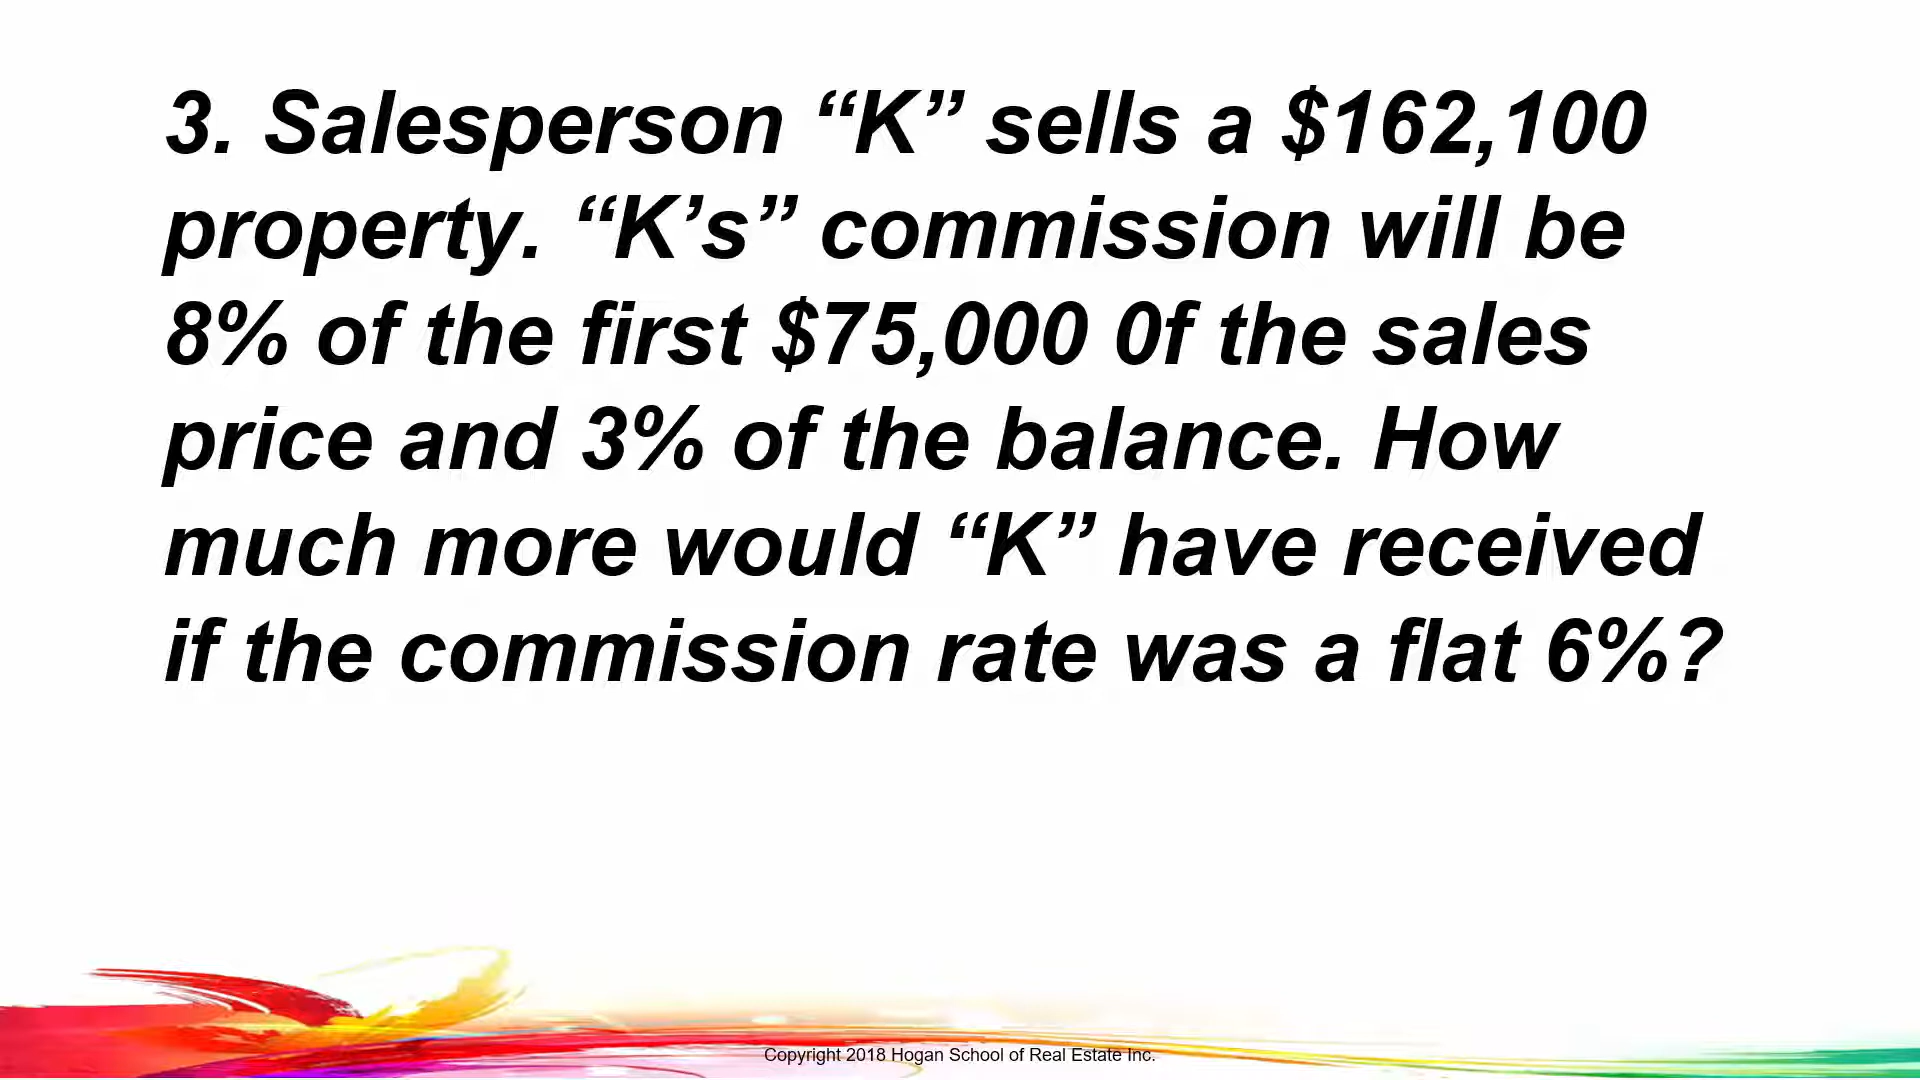 3. Salesperson “K” sells a $162,100
property. “K’s” commission will be
8% of the first $75,000 0f the sales
price and 3% of the balance. How
much more would “K” have received
if the commission rate was a flat 6%?
Copyright 2018 Hogan School of Real Estate Inc.